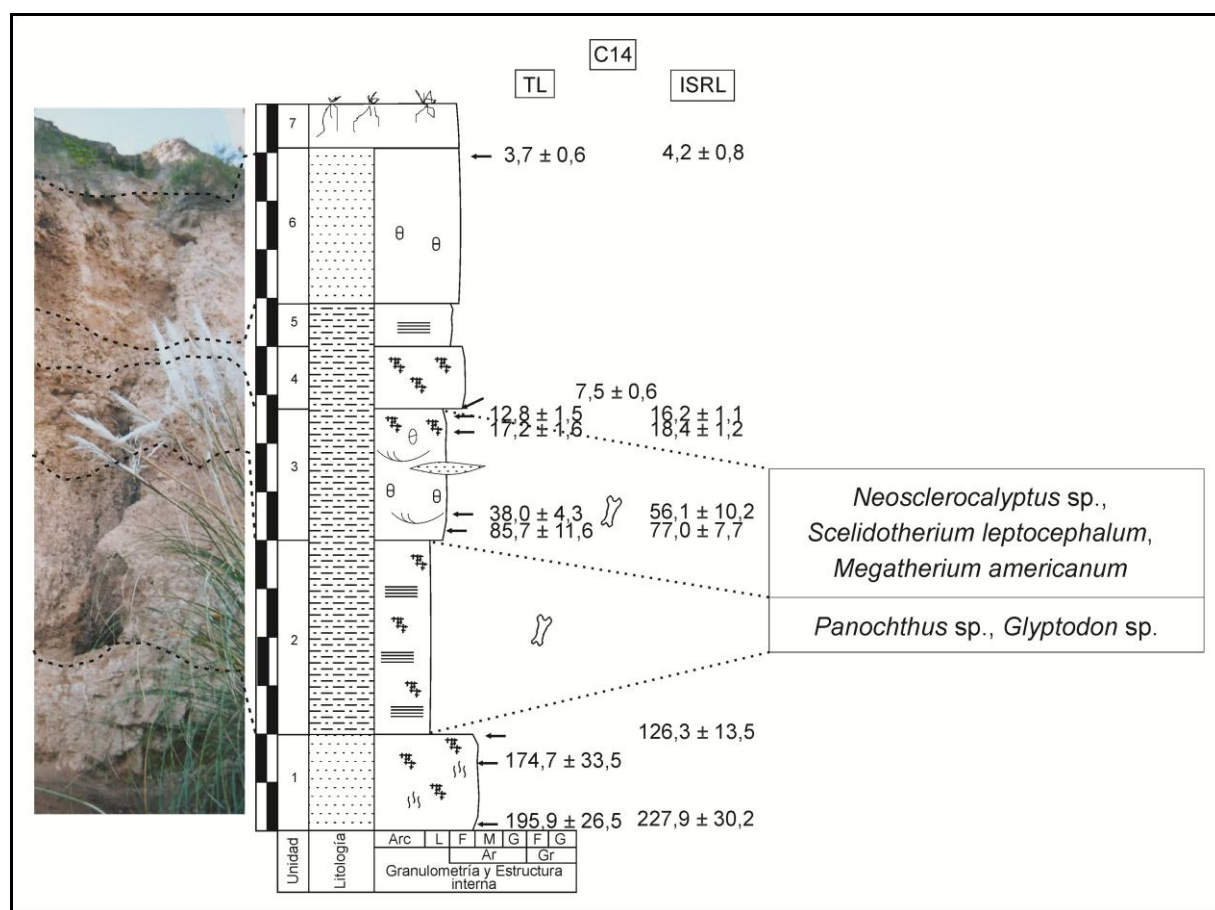 C14
TL ISRL
7
3,7 ± 0,6 4,2 ± 0,8
6
5
4
7,5 ± 0,6
12,8 ± 1,5 16,2 ± 1,1
17,2 ± 1,6 18,4 ± 1,2
3
38,0 ± 4,3 56,1 ± 10,2
85,7 ± 11,6 77,0 ± 7,7
Neosclerocalyptus sp.,
Scelidotherium leptocephalum,
Megatherium americanum
Panochthus sp., Glyptodon sp.
2
126,3 ± 13,5
174,7 ± 33,5
1
195,9 ± 26,5 227,9 ± 30,2
Unidad
Litología
Arc L F M G F G
Ar Gr
Granulometría y Estructura
interna